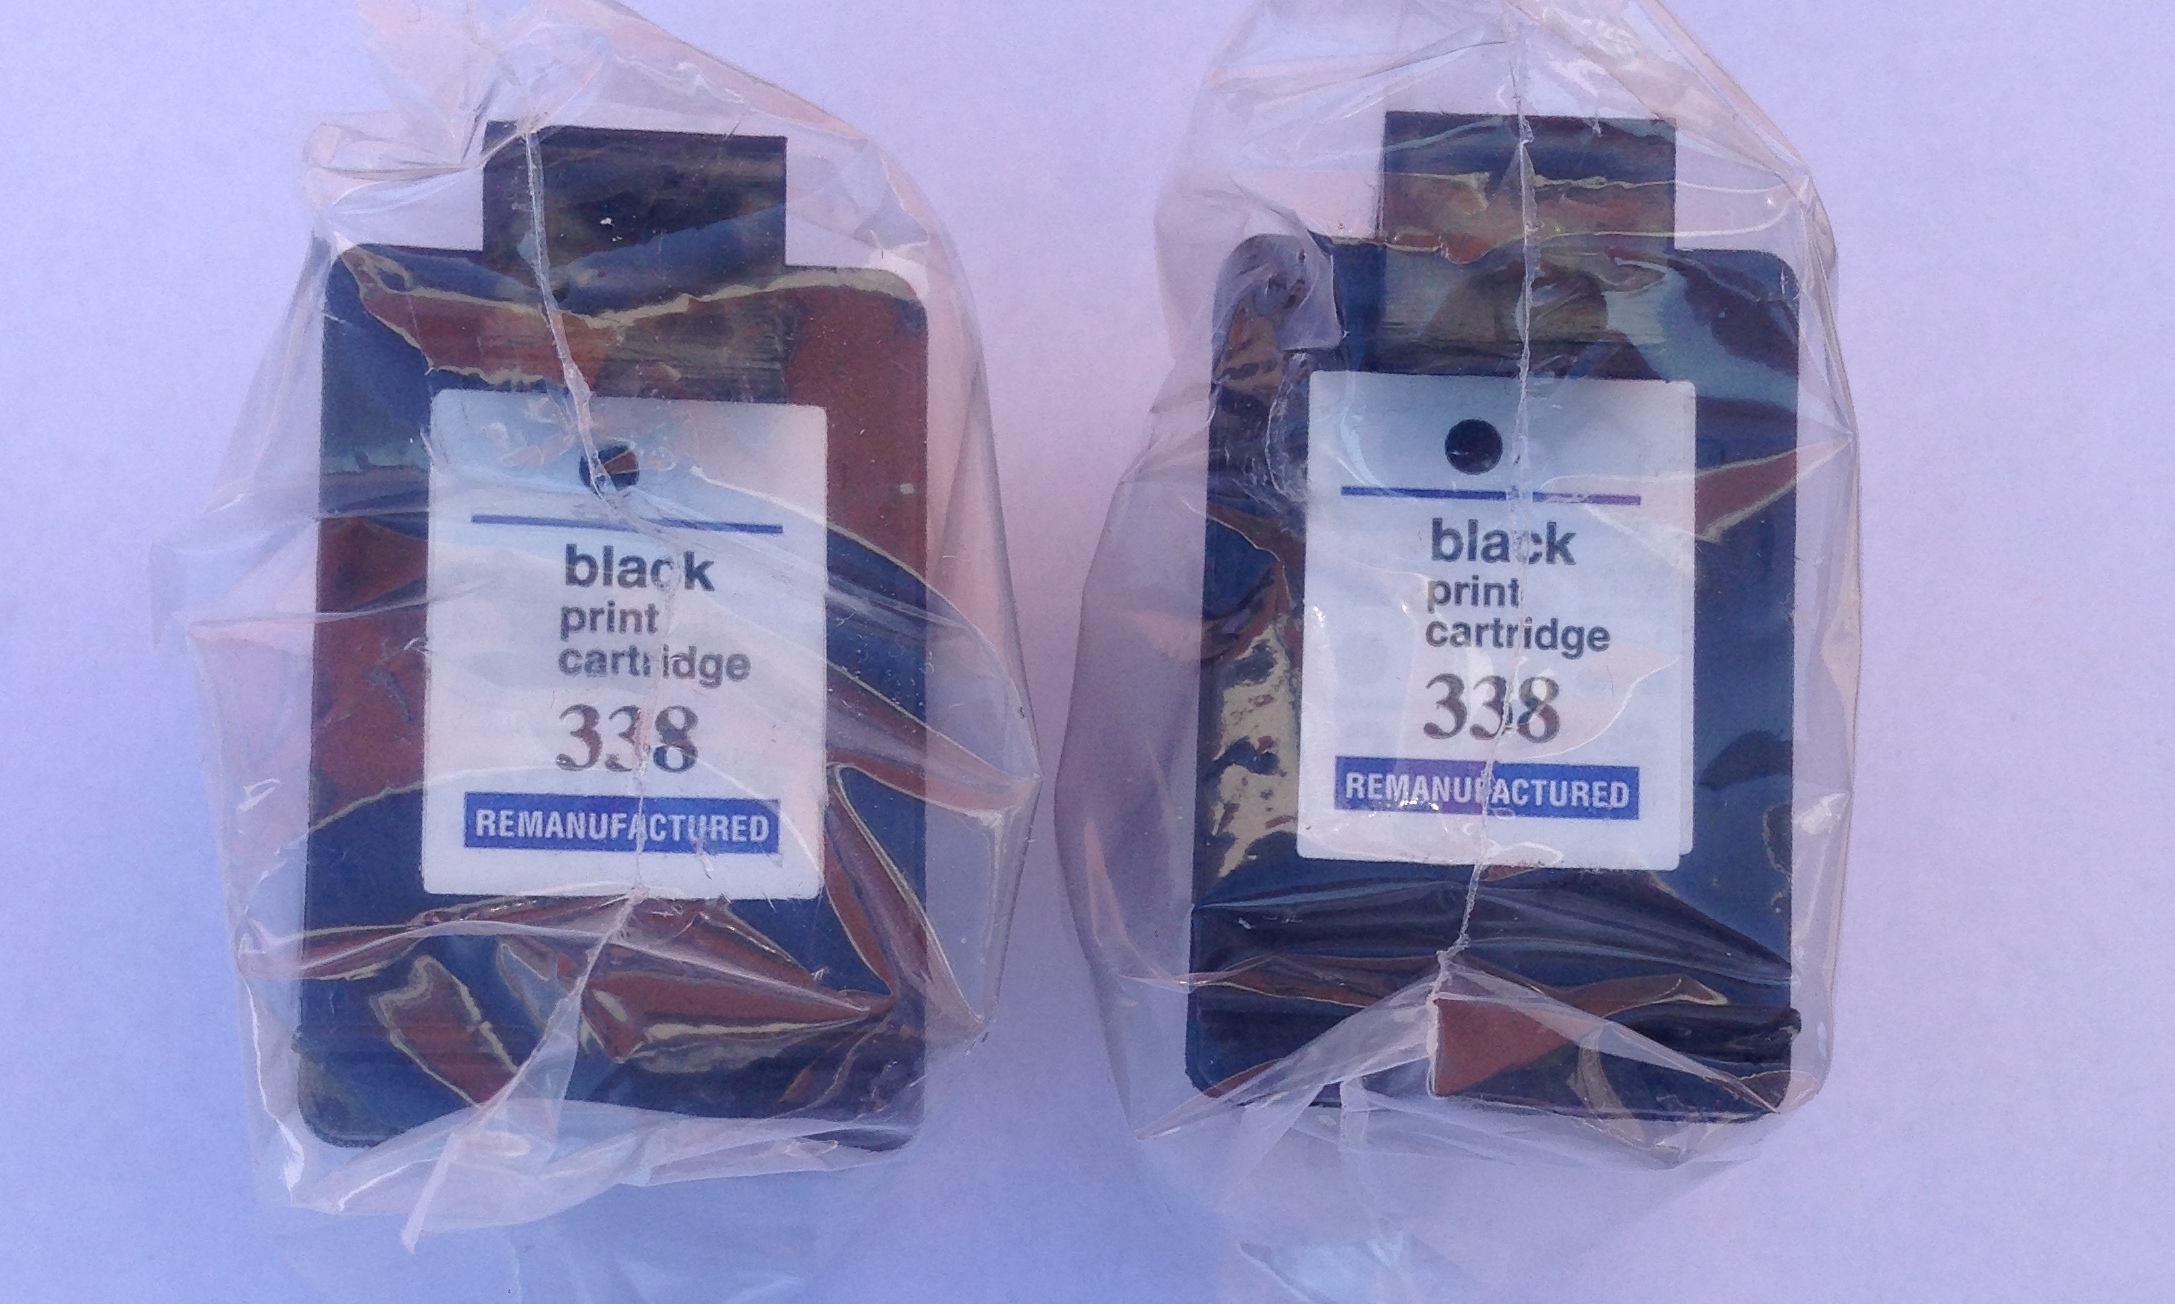 black
print
cartridge
338
REMANUFACTURED
black
print
cartridge
338
REMANUFACTURED